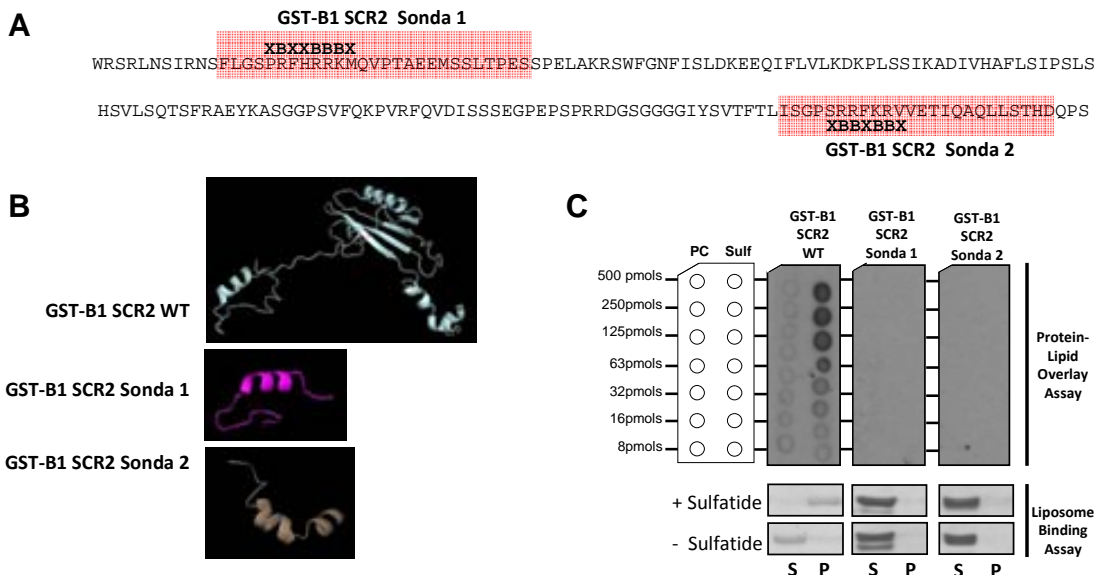 A
GST-B1 SCR2 Sonda 1
XBXXBBBX
WRSRLNSIRNSFLGSPRFHRRKMQVPTAEEMSSLTPESSPELAKRSWFGNFISLDKEEQIFLVLKDKPLSSIKADIVHAFLSIPSLS
HSVLSQTSFRAEYKASGGPSVFQKPVRFQVDISSSEGPEPSPRRDGSGGGGIYSVTFTLISGPSRRFKRVVETIQAQLLSTHDQPS
XBBXBBX
GST-B1 SCR2 Sonda 2
B
GST-B1 SCR2 WT
GST-B1 SCR2 Sonda 1
GST-B1 SCR2 Sonda 2
C
PC Sulf
GST-B1 SCR2 WT
GST-B1 SCR2 Sonda 1
GST-B1 SCR2 Sonda 2
500 pmols
250pmols
125pmols
63pmols
32pmols
16pmols
8pmols
Protein-
Lipid
Overlay
Assay
+ Sulfatide
- Sulfatide
S P S P S P
Liposome
Binding
Assay